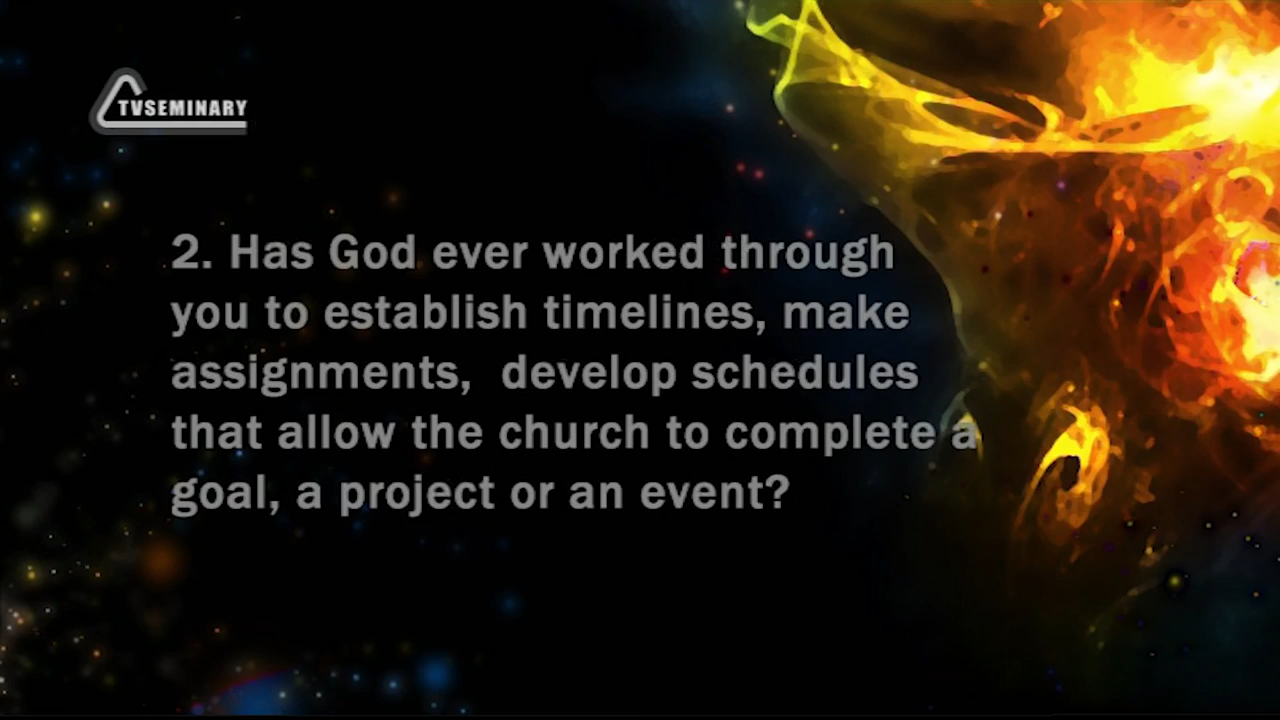 TVSEMINARY
2. Has God ever worked through
you to establish timelines, make
assignments,  develop schedules
that allow the church to complete a
goal, a project or an event?